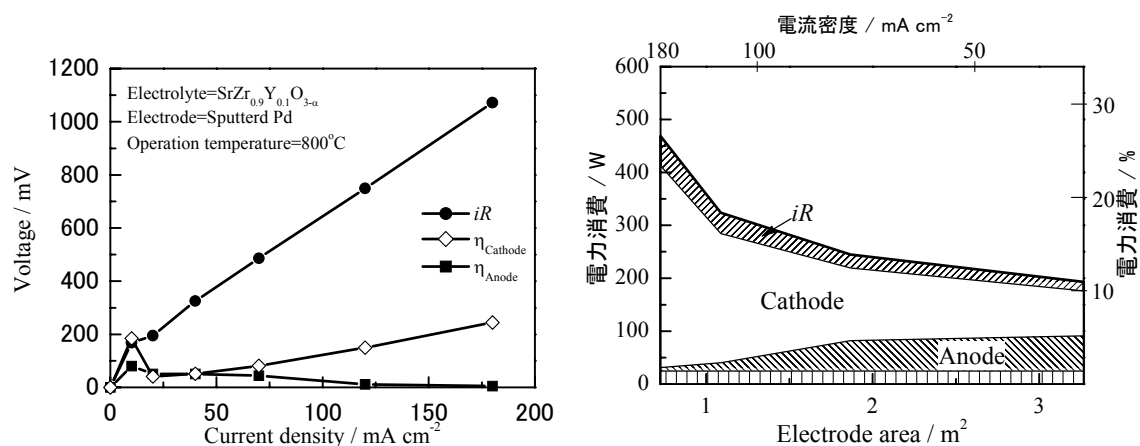 1200
1000
800
600
400
200
0
Voltage / mV
Electrolyte=SrZr0.9Y0.1O3-α
Electrode=Sputterd Pd
Operation temperature=800°C
iR
ηCathode
ηAnode
0 50 100 150 200
Current density / mA cm-2
電流密度 / mA cm-2
180 100 50
600
500
400
300
200
100
0
電力消費 / W
iR
Cathode
Anode
30
20
10
電力消費 / %
1 2 3
Electrode area / m2